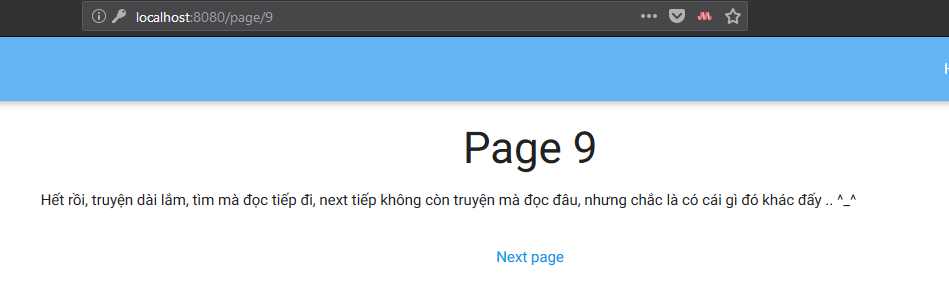 localhost:8080/page/9
H
Page 9
Hết rồi, truyện dài lắm, tìm mà đọc tiếp đi, next tiếp không còn truyện mà đọc đâu, nhưng chắc là có cái gì đó khác đấy .. ^_^
Next page